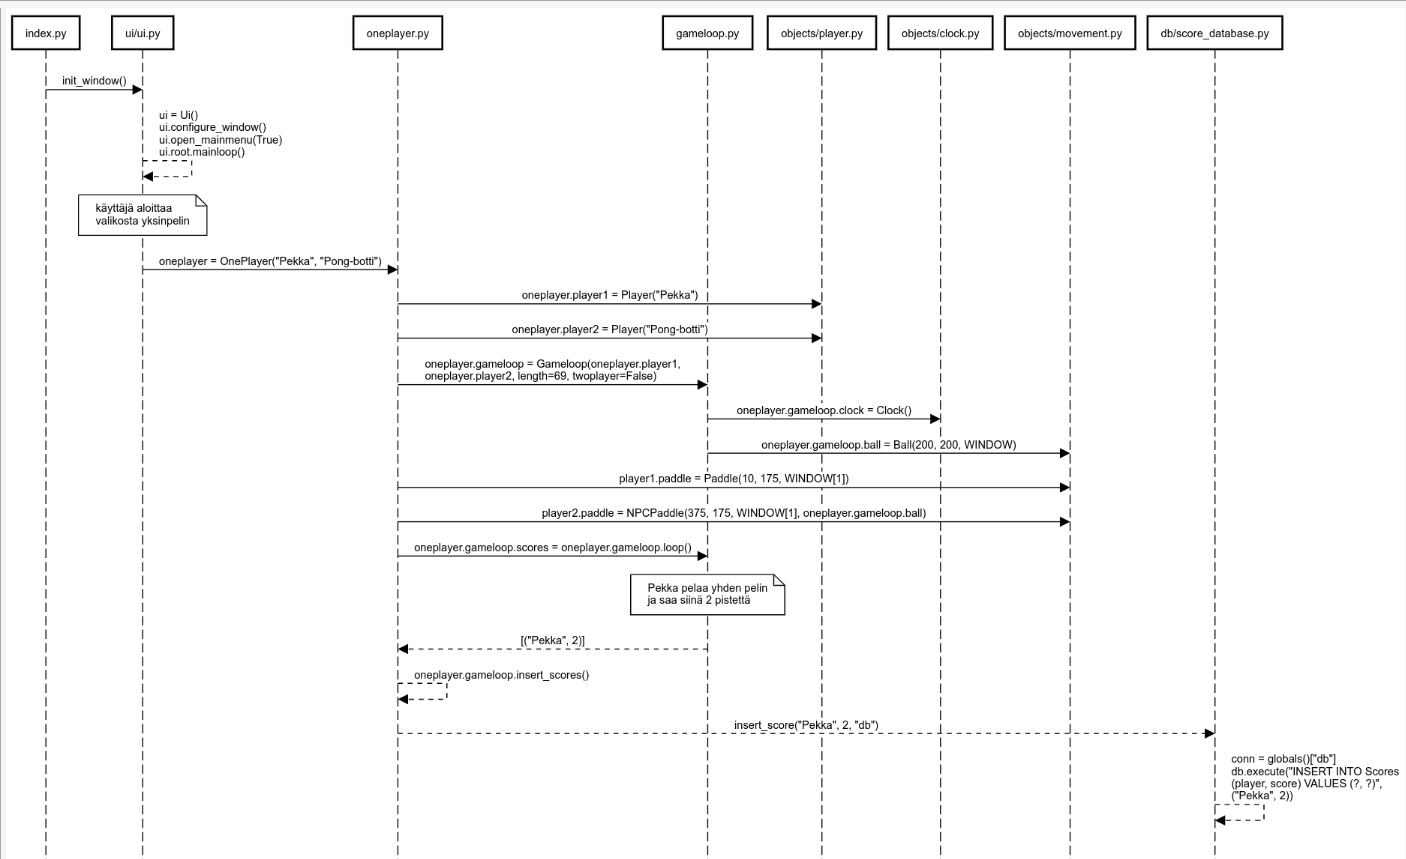 index.py
ui/ui.py
oneplayer.py
gameloop.py
objects/player.py
objects/clock.py
objects/movement.py
db/score_database.py
init_window()
ui = Ui()
ui.configure_window()
ui.open_mainmenu(True)
ui.root.mainloop()
käyttäjä aloittaa
valikosta yksinpelin
oneplayer = OnePlayer("Pekka", "Pong-botti")
oneplayer.player1 = Player("Pekka")
oneplayer.player2 = Player("Pong-botti")
oneplayer.gameloop = Gameloop(oneplayer.player1,
oneplayer.player2, length=69, twoplayer=False)
oneplayer.gameloop.clock = Clock()
oneplayer.gameloop.ball = Ball(200, 200, WINDOW)
player1.paddle = Paddle(10, 175, WINDOW[1])
player2.paddle = NPCPaddle(375, 175, WINDOW[1], oneplayer.gameloop.ball)
oneplayer.gameloop.scores = oneplayer.gameloop.loop()
Pekka pelaa yhden pelin
ja saa siinä 2 pistettä
[("Pekka", 2)]
oneplayer.gameloop.insert_scores()
insert_score("Pekka", 2, "db")
conn = globals()["db"]
db.execute("INSERT INTO Scores
(player, score) VALUES (?, ?)",
("Pekka", 2))